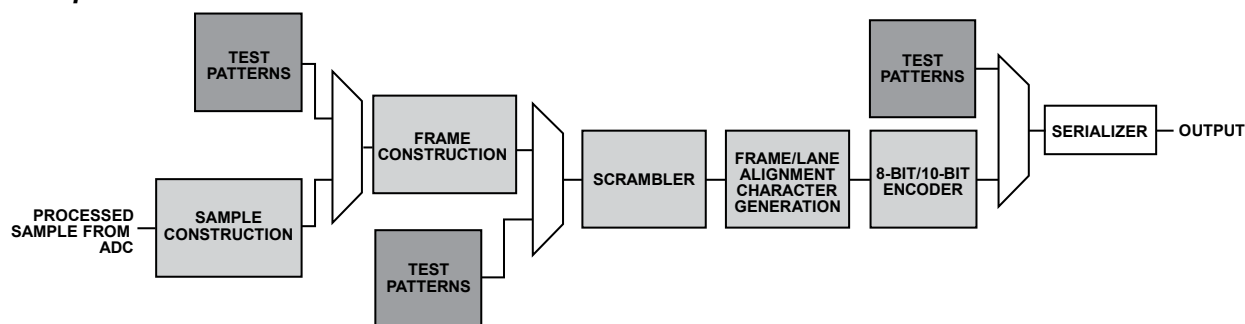 TEST
PATTERNS
PROCESSED
SAMPLE FROM
ADC
SAMPLE
CONSTRUCTION
FRAME
CONSTRUCTION
TEST
PATTERNS
SCRAMBLER
FRAME/LANE
ALIGNMENT
CHARACTER
GENERATION
TEST
PATTERNS
8-BIT/10-BIT
ENCODER
SERIALIZER
OUTPUT